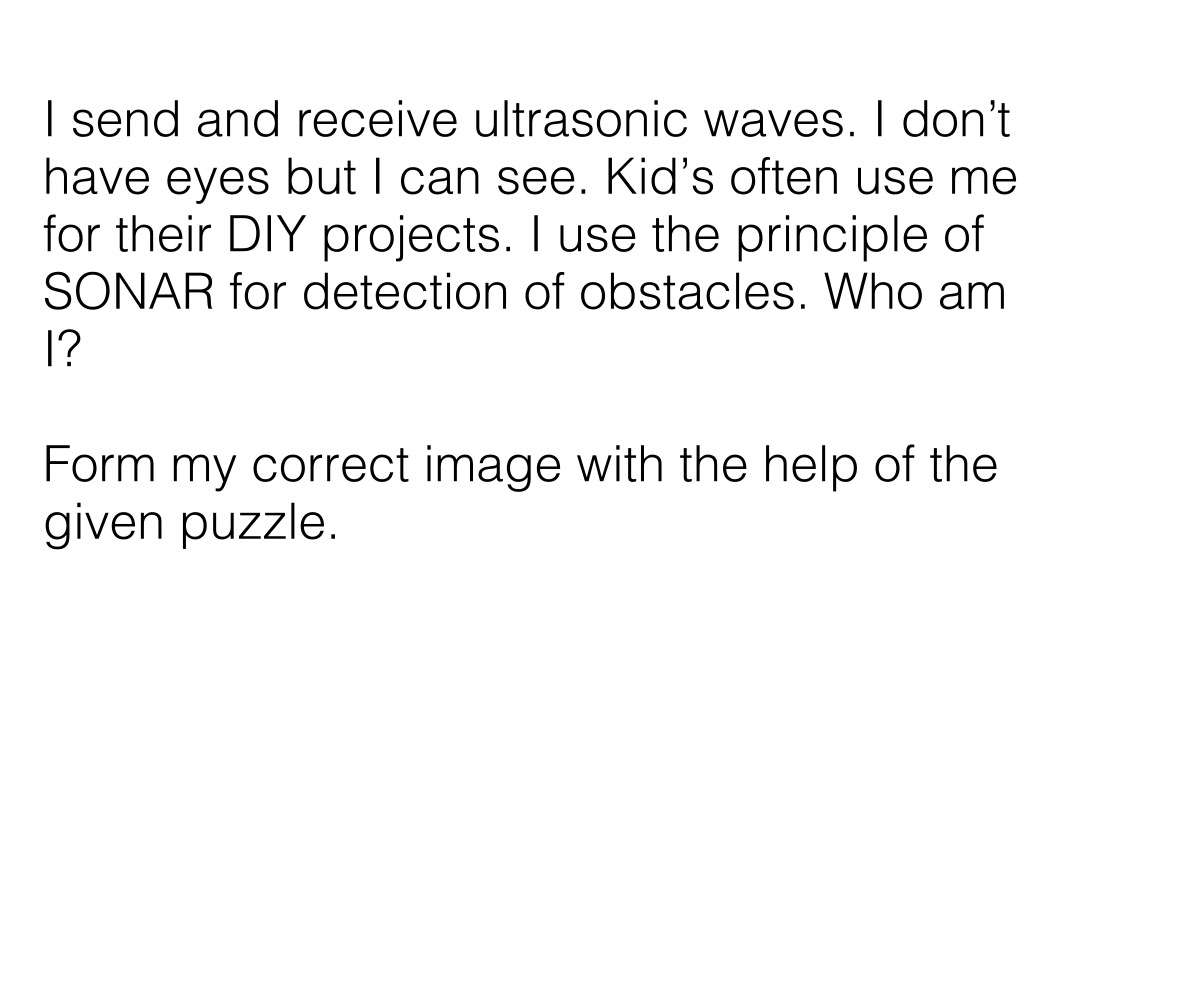 I send and receive ultrasonic waves. I don’t
have eyes but I can see. Kid’s often use me
for their DIY projects. I use the principle of
SONAR for detection of obstacles. Who am
I?
Form my correct image with the help of the
given puzzle.